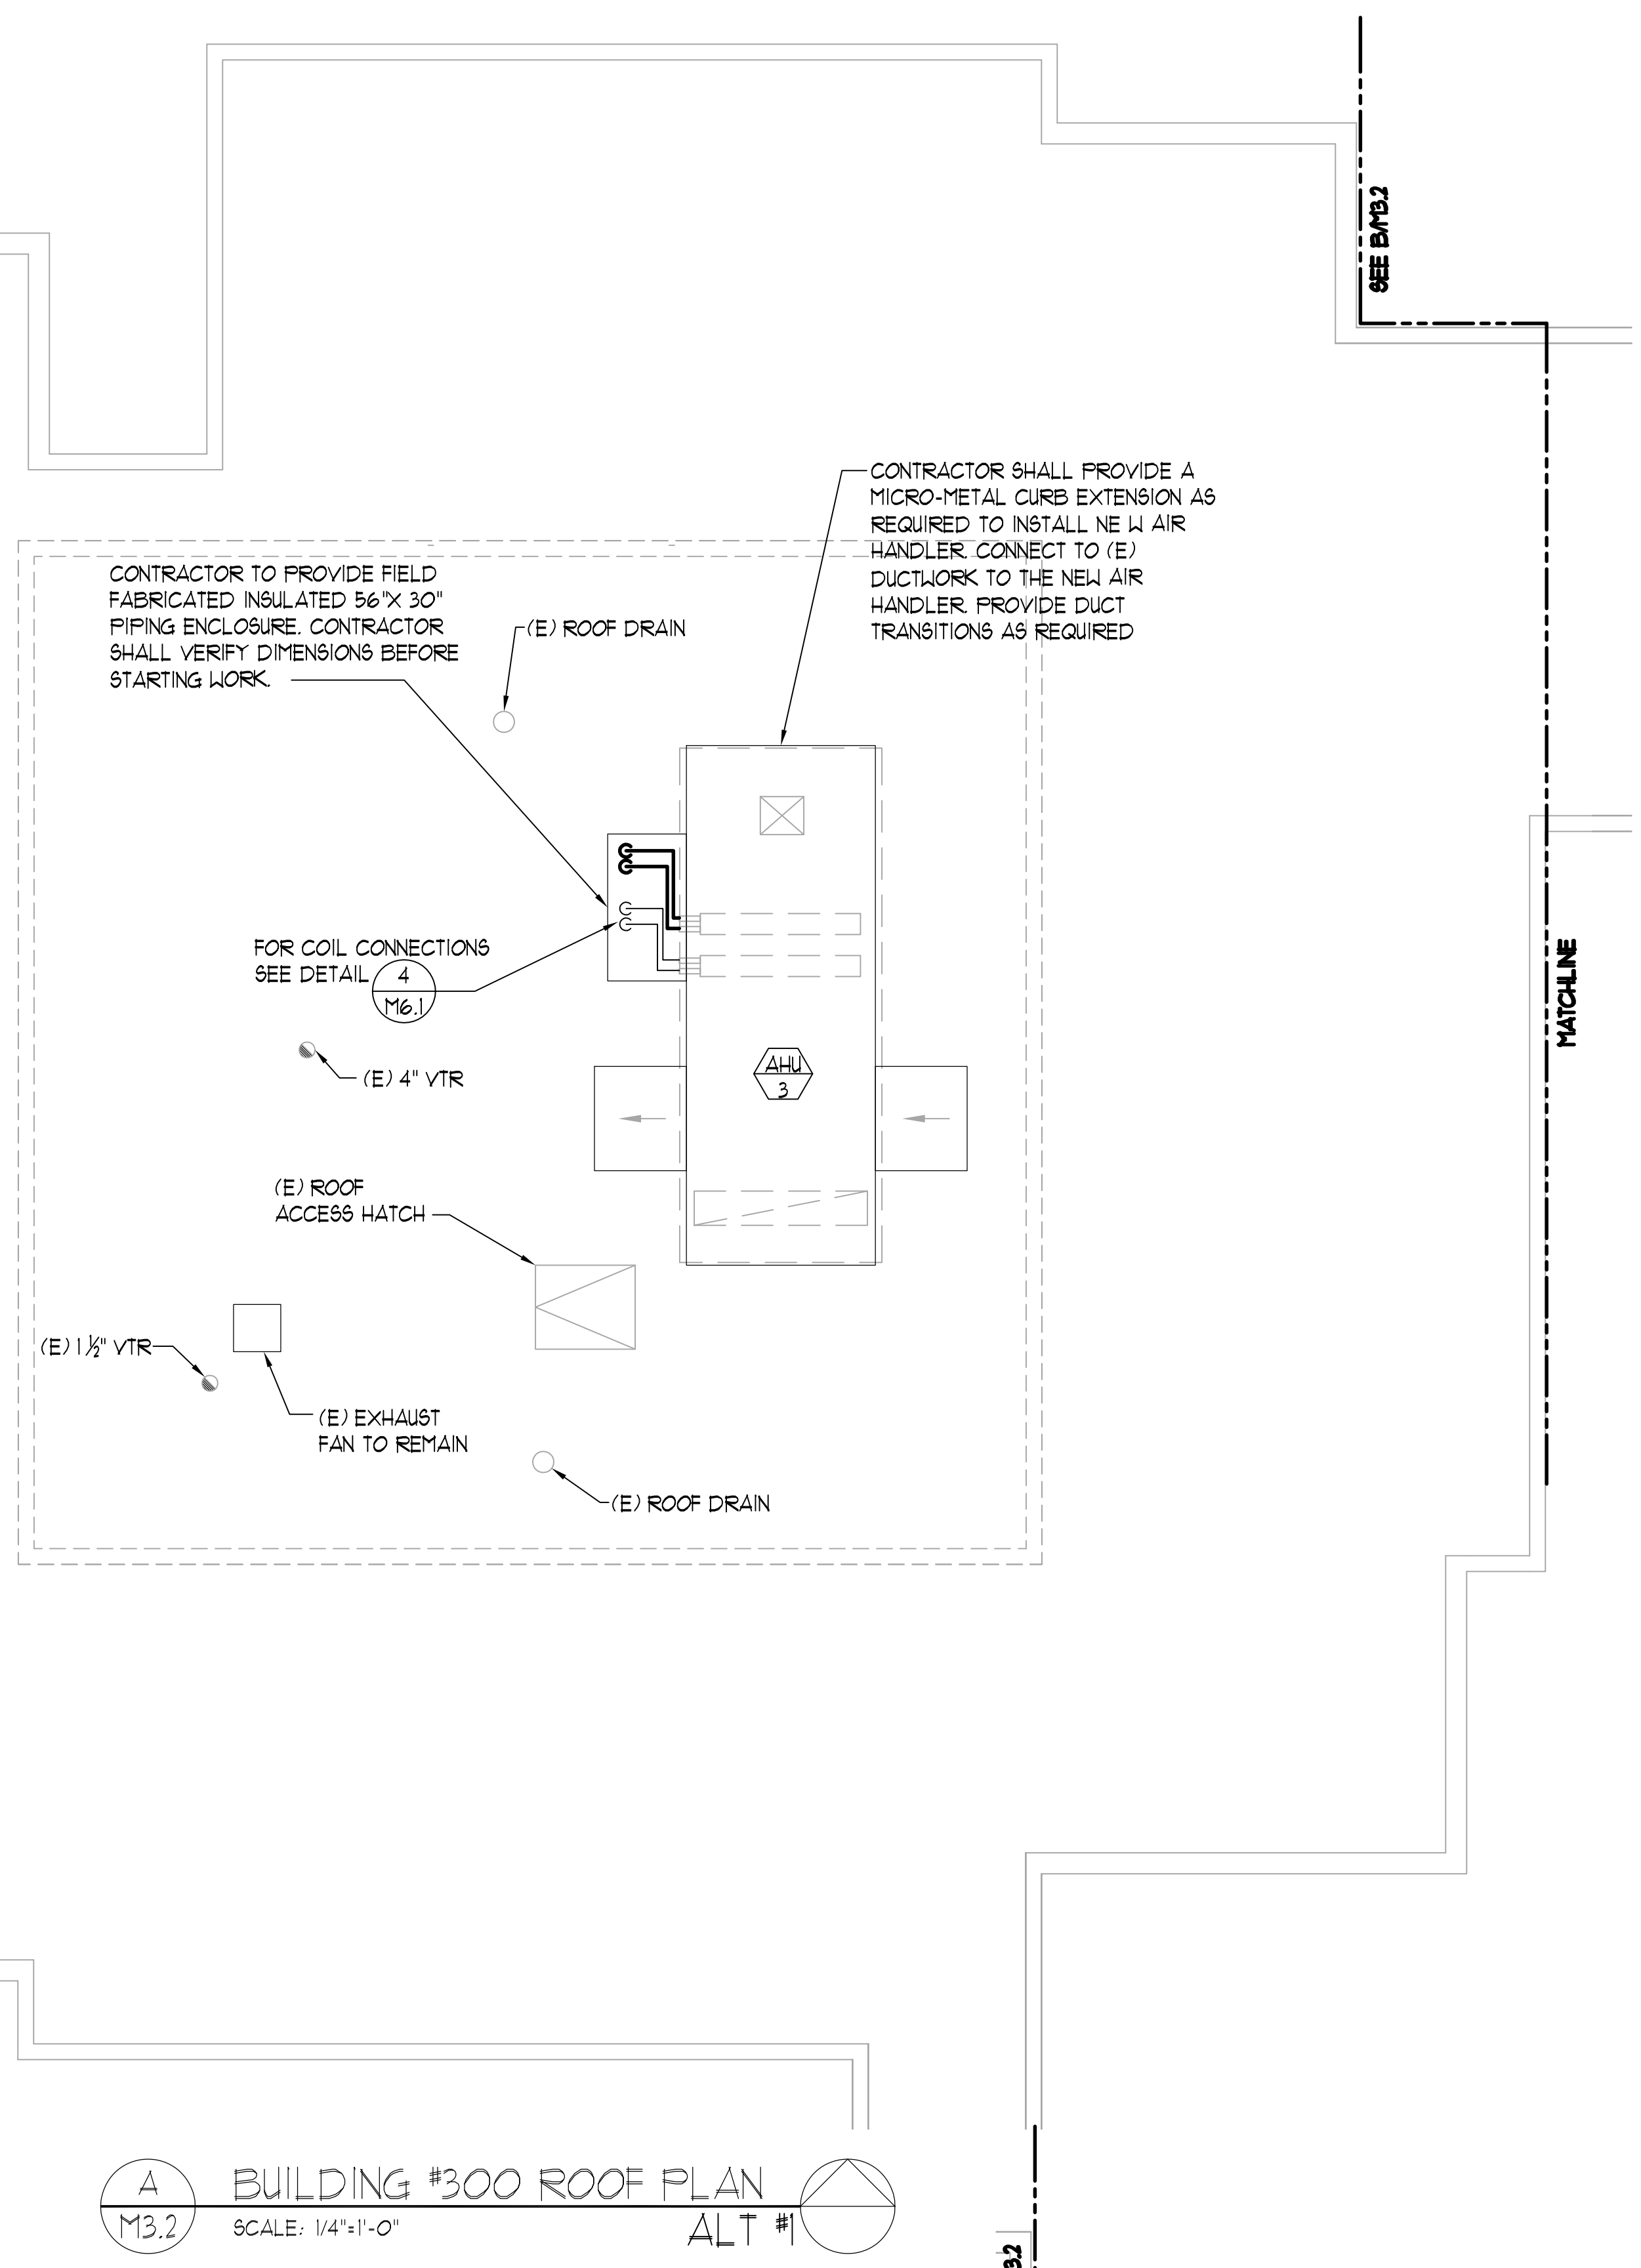 SEE B/M3.2
CONTRACTOR SHALL PROVIDE A
MICRO-METAL CURB EXTENSION AS
REQUIRED TO INSTALL NE W AIR
HANDLER. CONNECT TO (E)
DUCTWORK TO THE NEW AIR
HANDLER. PROVIDE DUCT
TRANSITIONS AS REQUIRED
CONTRACTOR TO PROVIDE FIELD
FABRICATED INSULATED 56"X 30"
PIPING ENCLOSURE. CONTRACTOR
SHALL VERIFY DIMENSIONS BEFORE
STARTING WORK.
(E) ROOF DRAIN
FOR COIL CONNECTIONS
SEE DETAIL
4
M6.1
MATCHLINE
(E) 4" VTR
AHU
3
(E) ROOF
ACCESS HATCH
(E) 1 1/2" VTR
(E) EXHAUST
FAN TO REMAIN
(E) ROOF DRAIN
A
M3.2
BUILDING #300 ROOF PLAN
SCALE: 1/4"=1'-0"
ALT #1
3.2